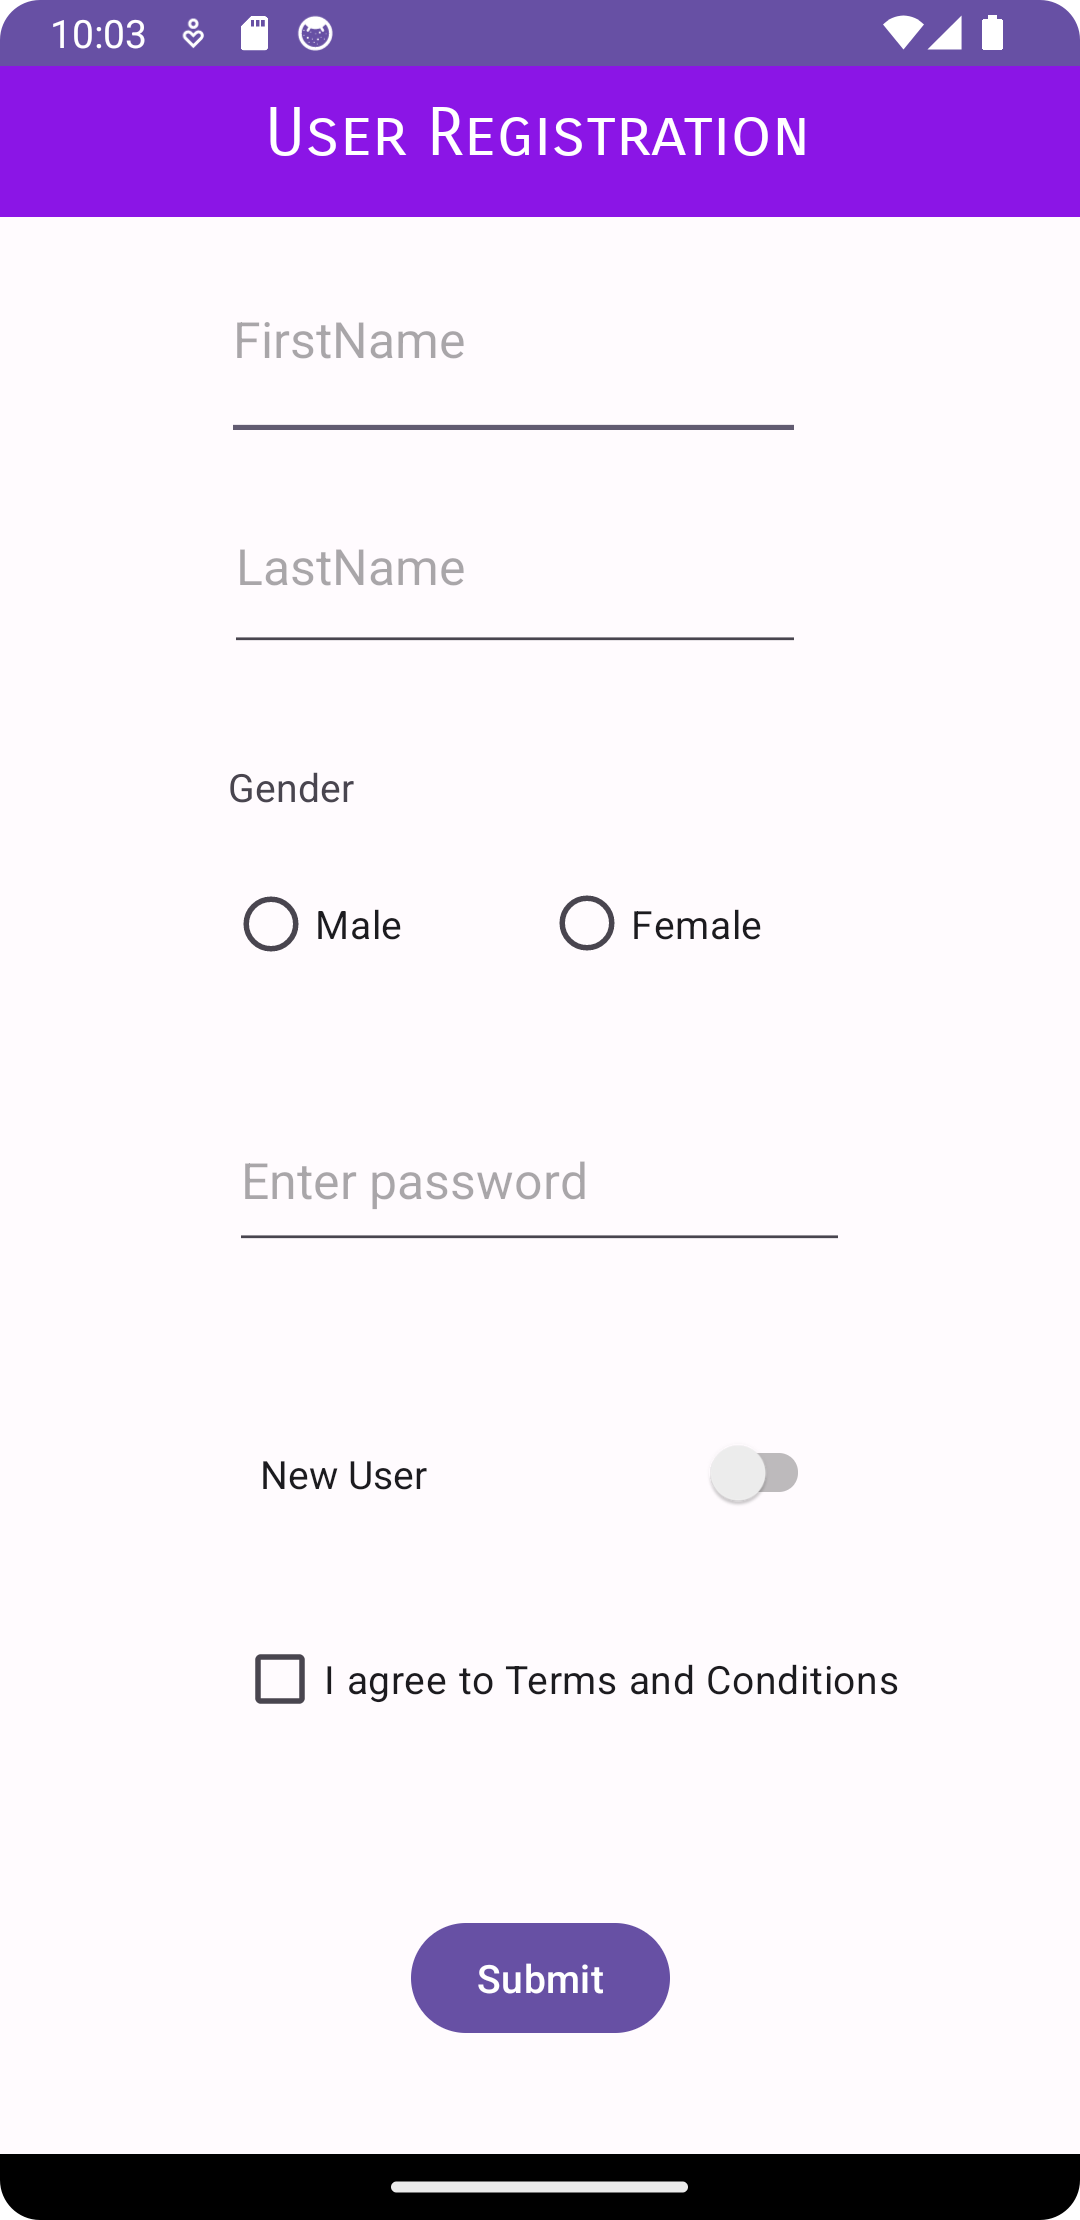 10:03
User Registration
FirstName
LastName
Gender
Male Female
Enter password
New User
I agree to Terms and Conditions
Submit